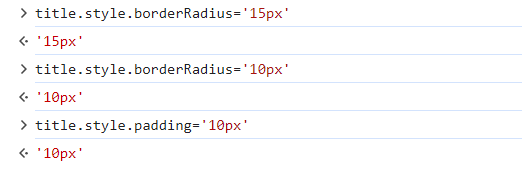 title.style.borderRadius='15px'
'15px'
title.style.borderRadius='10px'
'10px'
title.style.padding='10px'
'10px'